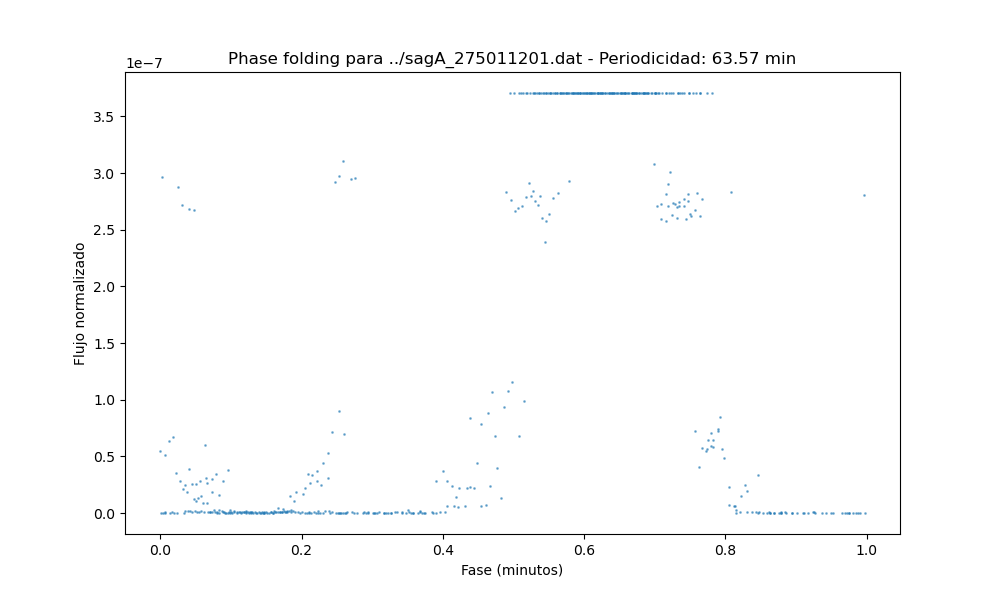 Phase folding para ../sagA_275011201.dat - Periodicidad: 63.57 min
1e−7
3.5
3.0
2.5
2.0
1.5
1.0
0.5
0.0
Flujo normalizado
0.0 0.2 0.4 0.6 0.8 1.0
Fase (minutos)